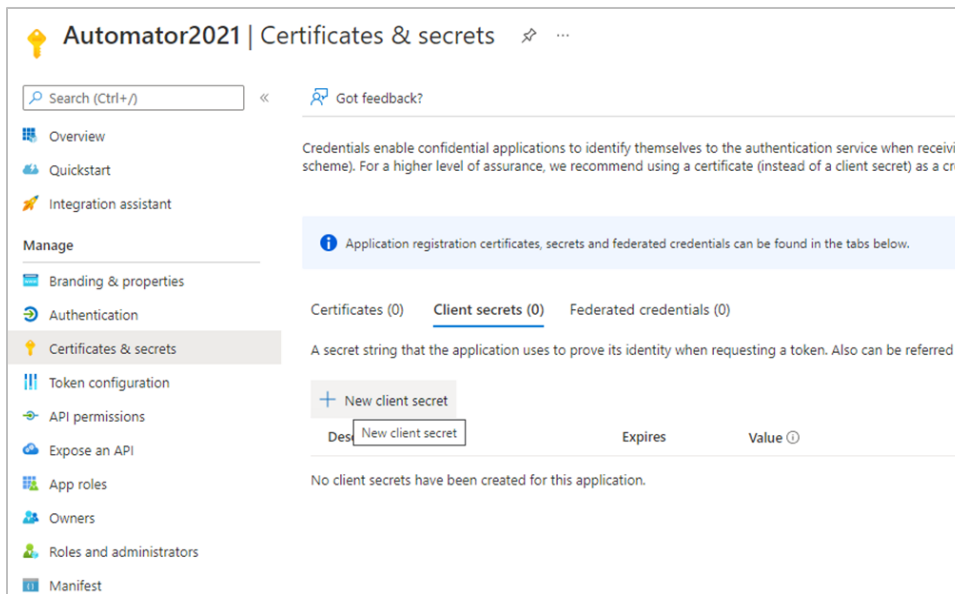 Automator2021 | Certificates & secrets
Search (Ctrl+/)
Got feedback?
Overview
Quickstart
Integration assistant
Manage
Branding & properties
Authentication
Certificates & secrets
Token configuration
API permissions
Expose an API
App roles
Owners
Roles and administrators
Manifest
Credentials enable confidential applications to identify themselves to the authentication service when
scheme). For a higher level of assurance, we recommend using a certificate (instead of a client secret) as a
Application registration certificates, secrets and federated credentials can be found in the tabs below.
Certificates (0) Client secrets (0) Federated credentials (0)
A secret string that the application uses to prove its identity when requesting a token. Also can be referred
New client secret
New client secret
Expires Value
No client secrets have been created for this application.